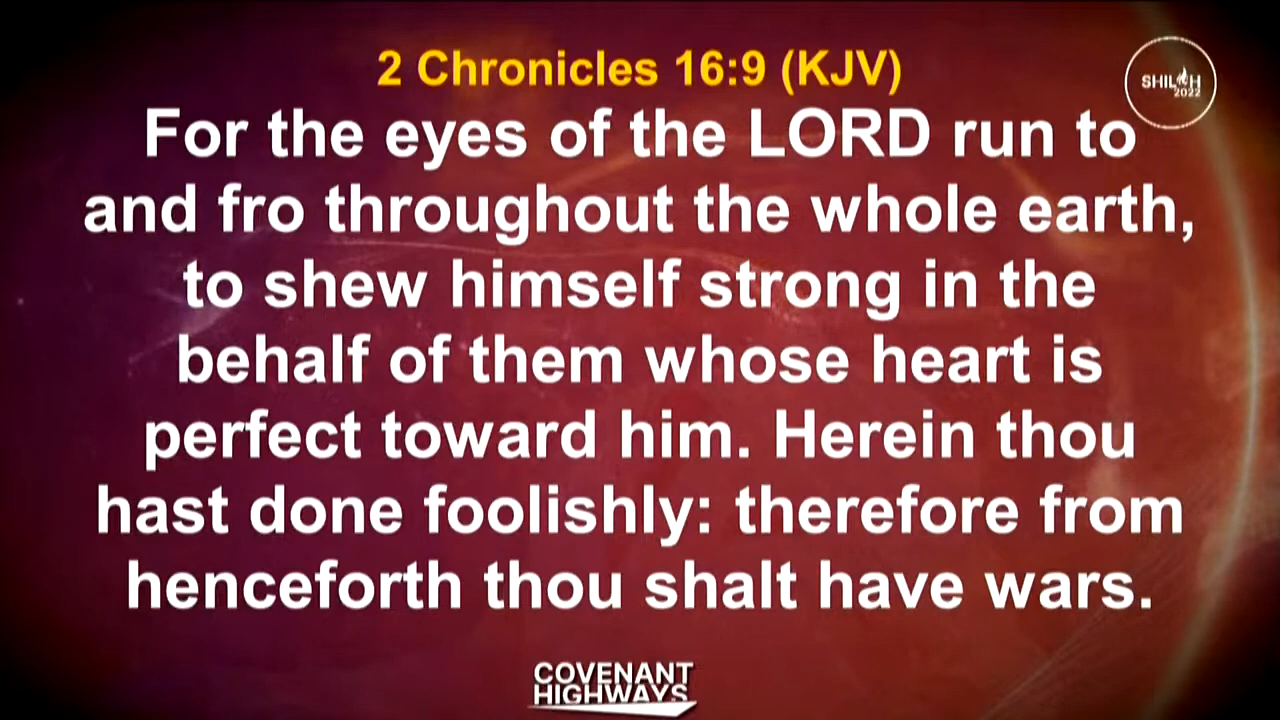 2 Chronicles 16:9 (KJV)
SHILOH
2022
For the eyes of the LORD run to
and fro throughout the whole earth,
to shew himself strong in the
behalf of them whose heart is
perfect toward him. Herein thou
hast done foolishly: therefore from
henceforth thou shalt have wars.
COVENANT
HIGHWAYS